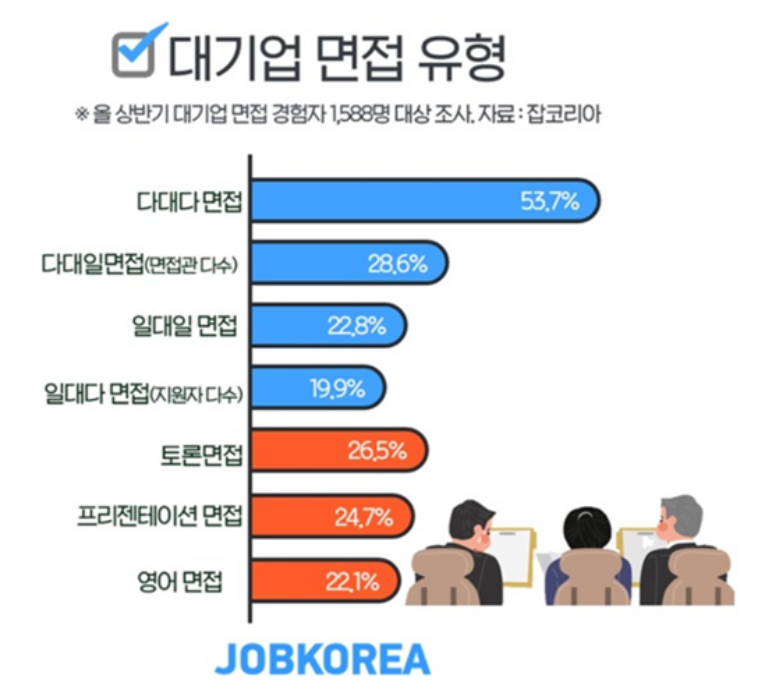 대기업 면접 유형
※ 올 상반기 대기업 면접 경험자 1,588명 대상 조사, 자료 : 잡코리아
다대다 면접 53.7%
다대일면접(면접관 다수) 28.6%
일대일 면접 22.8%
일대다 면접(지원자 다수) 19.9%
토론면접 26.5%
프리젠테이션 면접 24.7%
영어 면접 22.1%
JOBKOREA